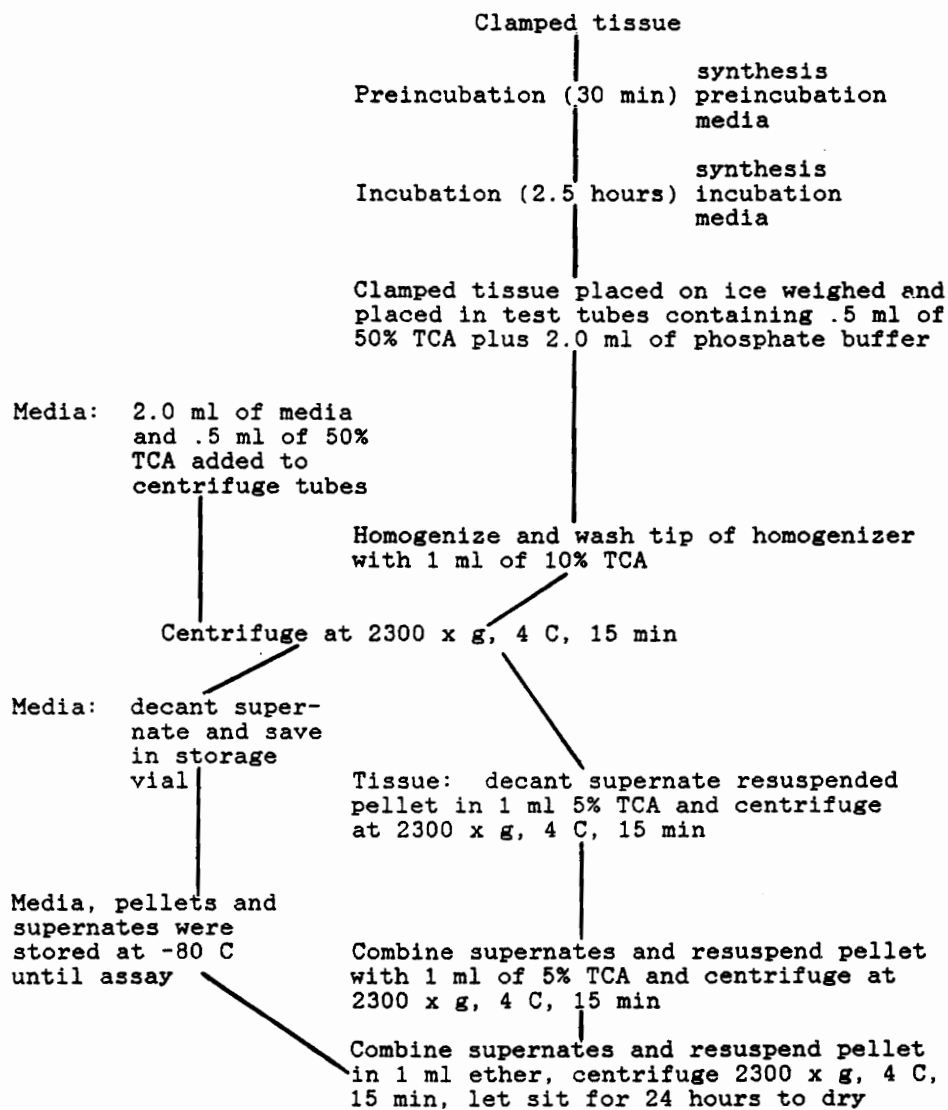 Clamped tissue
synthesis
Preincubation (30 min) preincubation
media
synthesis
Incubation (2.5 hours) incubation
media
Clamped tissue placed on ice weighed and
placed in test tubes containing .5 ml of
50% TCA plus 2.0 ml of phosphate buffer
Media: 2.0 ml of media
and .5 ml of 50%
TCA added to
centrifuge tubes
Homogenize and wash tip of homogenizer
with 1 ml of 10% TCA
Centrifuge at 2300 x g, 4 C, 15 min
Media: decant super-
nate and save
in storage
vial
Tissue: decant supernate resuspended
pellet in 1 ml 5% TCA and centrifuge
at 2300 x g, 4 C, 15 min
Media, pellets and
supernates were
stored at -80 C
until assay
Combine supernates and resuspend pellet
with 1 ml of 5% TCA and centrifuge at
2300 x g, 4 C, 15 min
Combine supernates and resuspend pellet
in 1 ml ether, centrifuge 2300 x g, 4 C,
15 min, let sit for 24 hours to dry